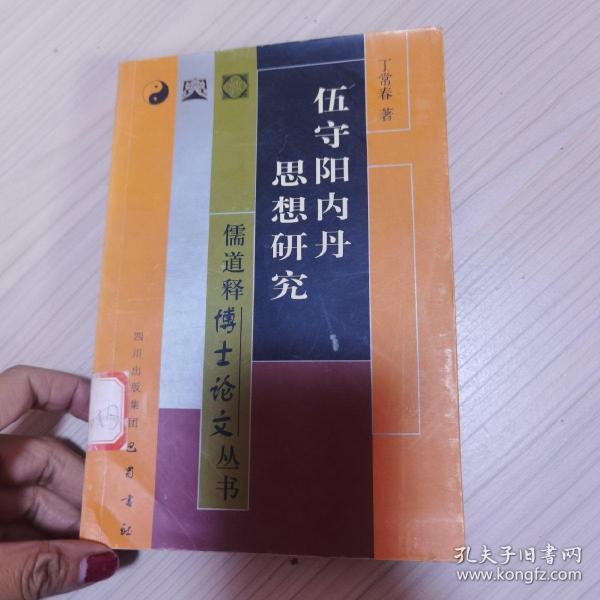 丁常春 著
伍守阳内丹
思想研究
儒道释博士论文丛书
四川出版集团 巴蜀书社
孔夫子旧书网
www.kongfz.com